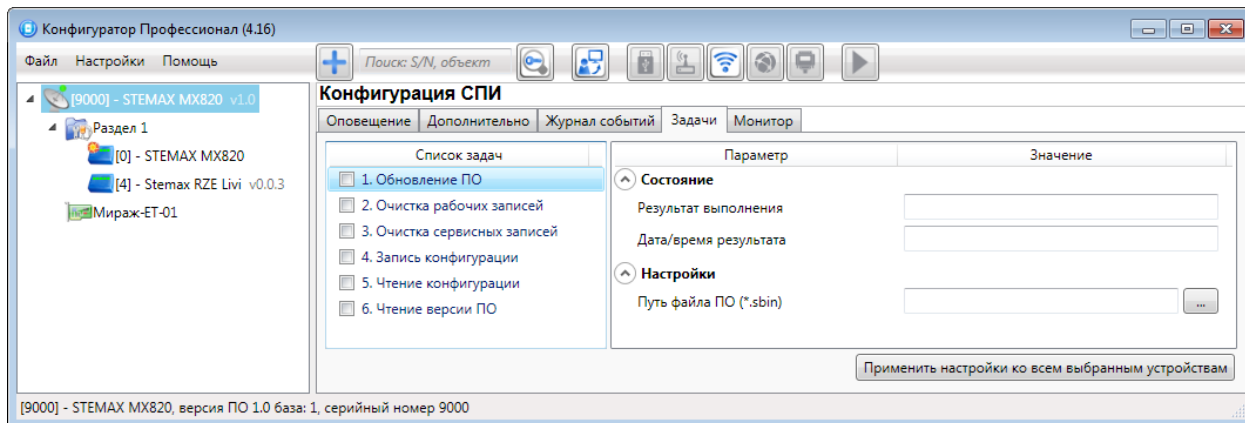 Конфигуратор Профессионал (4.16)
Файл Настройки Помощь Поиск: S/N, объект
[9000] - STEMAX MX820 v1.0
Раздел 1
[0] - STEMAX MX820
[4] - Stemax RZE Livi v0.0.3
Мираж-ET-01
Конфигурация СПИ
Оповещение Дополнительно Журнал событий Задачи Монитор
Список задач
1. Обновление ПО
2. Очистка рабочих записей
3. Очистка сервисных записей
4. Запись конфигурации
5. Чтение конфигурации
6. Чтение версии ПО
Параметр Значение
Состояние
Результат выполнения
Дата/время результата
Настройки
Путь файла ПО (*.sbin) ...
Применить настройки ко всем выбранным устройствам
[9000] - STEMAX MX820, версия ПО 1.0 база: 1, серийный номер 9000